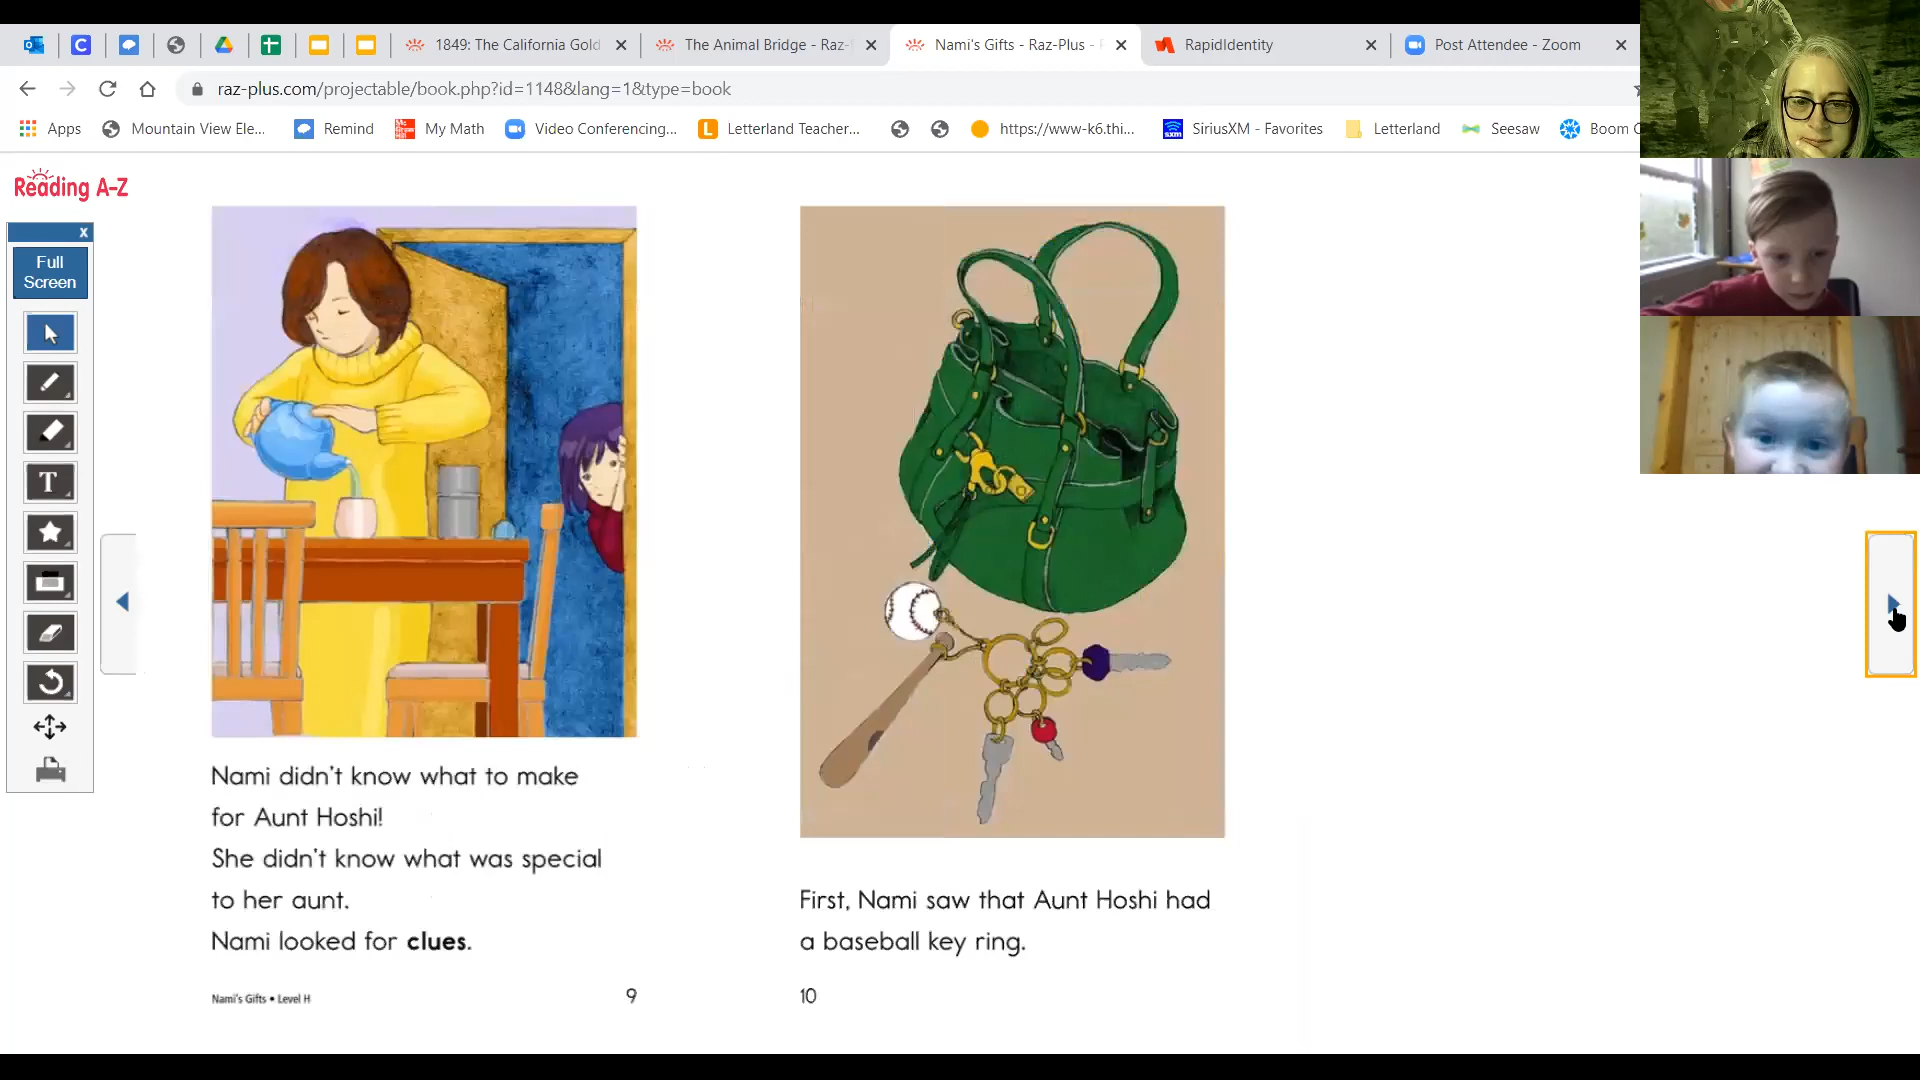 1849: The California Gold
The Animal Bridge - Raz-
Nami's Gifts - Raz-Plus -
RapidIdentity
Post Attendee - Zoom
raz-plus.com/projectable/book.php?id=1148&lang=1&type=book
Apps
Mountain View Ele...
Remind
My Math
Video Conferencing...
Letterland Teacher...
https://www-k6.thi...
SiriusXM - Favorites
Letterland
Seesaw
Boom
Reading A-Z
x
Full
Screen
T
Nami didn't know what to make
for Aunt Hoshi!
She didn't know what was special
to her aunt.
Nami looked for clues.
Nami's Gifts • Level H
9
First, Nami saw that Aunt Hoshi had
a baseball key ring.
10